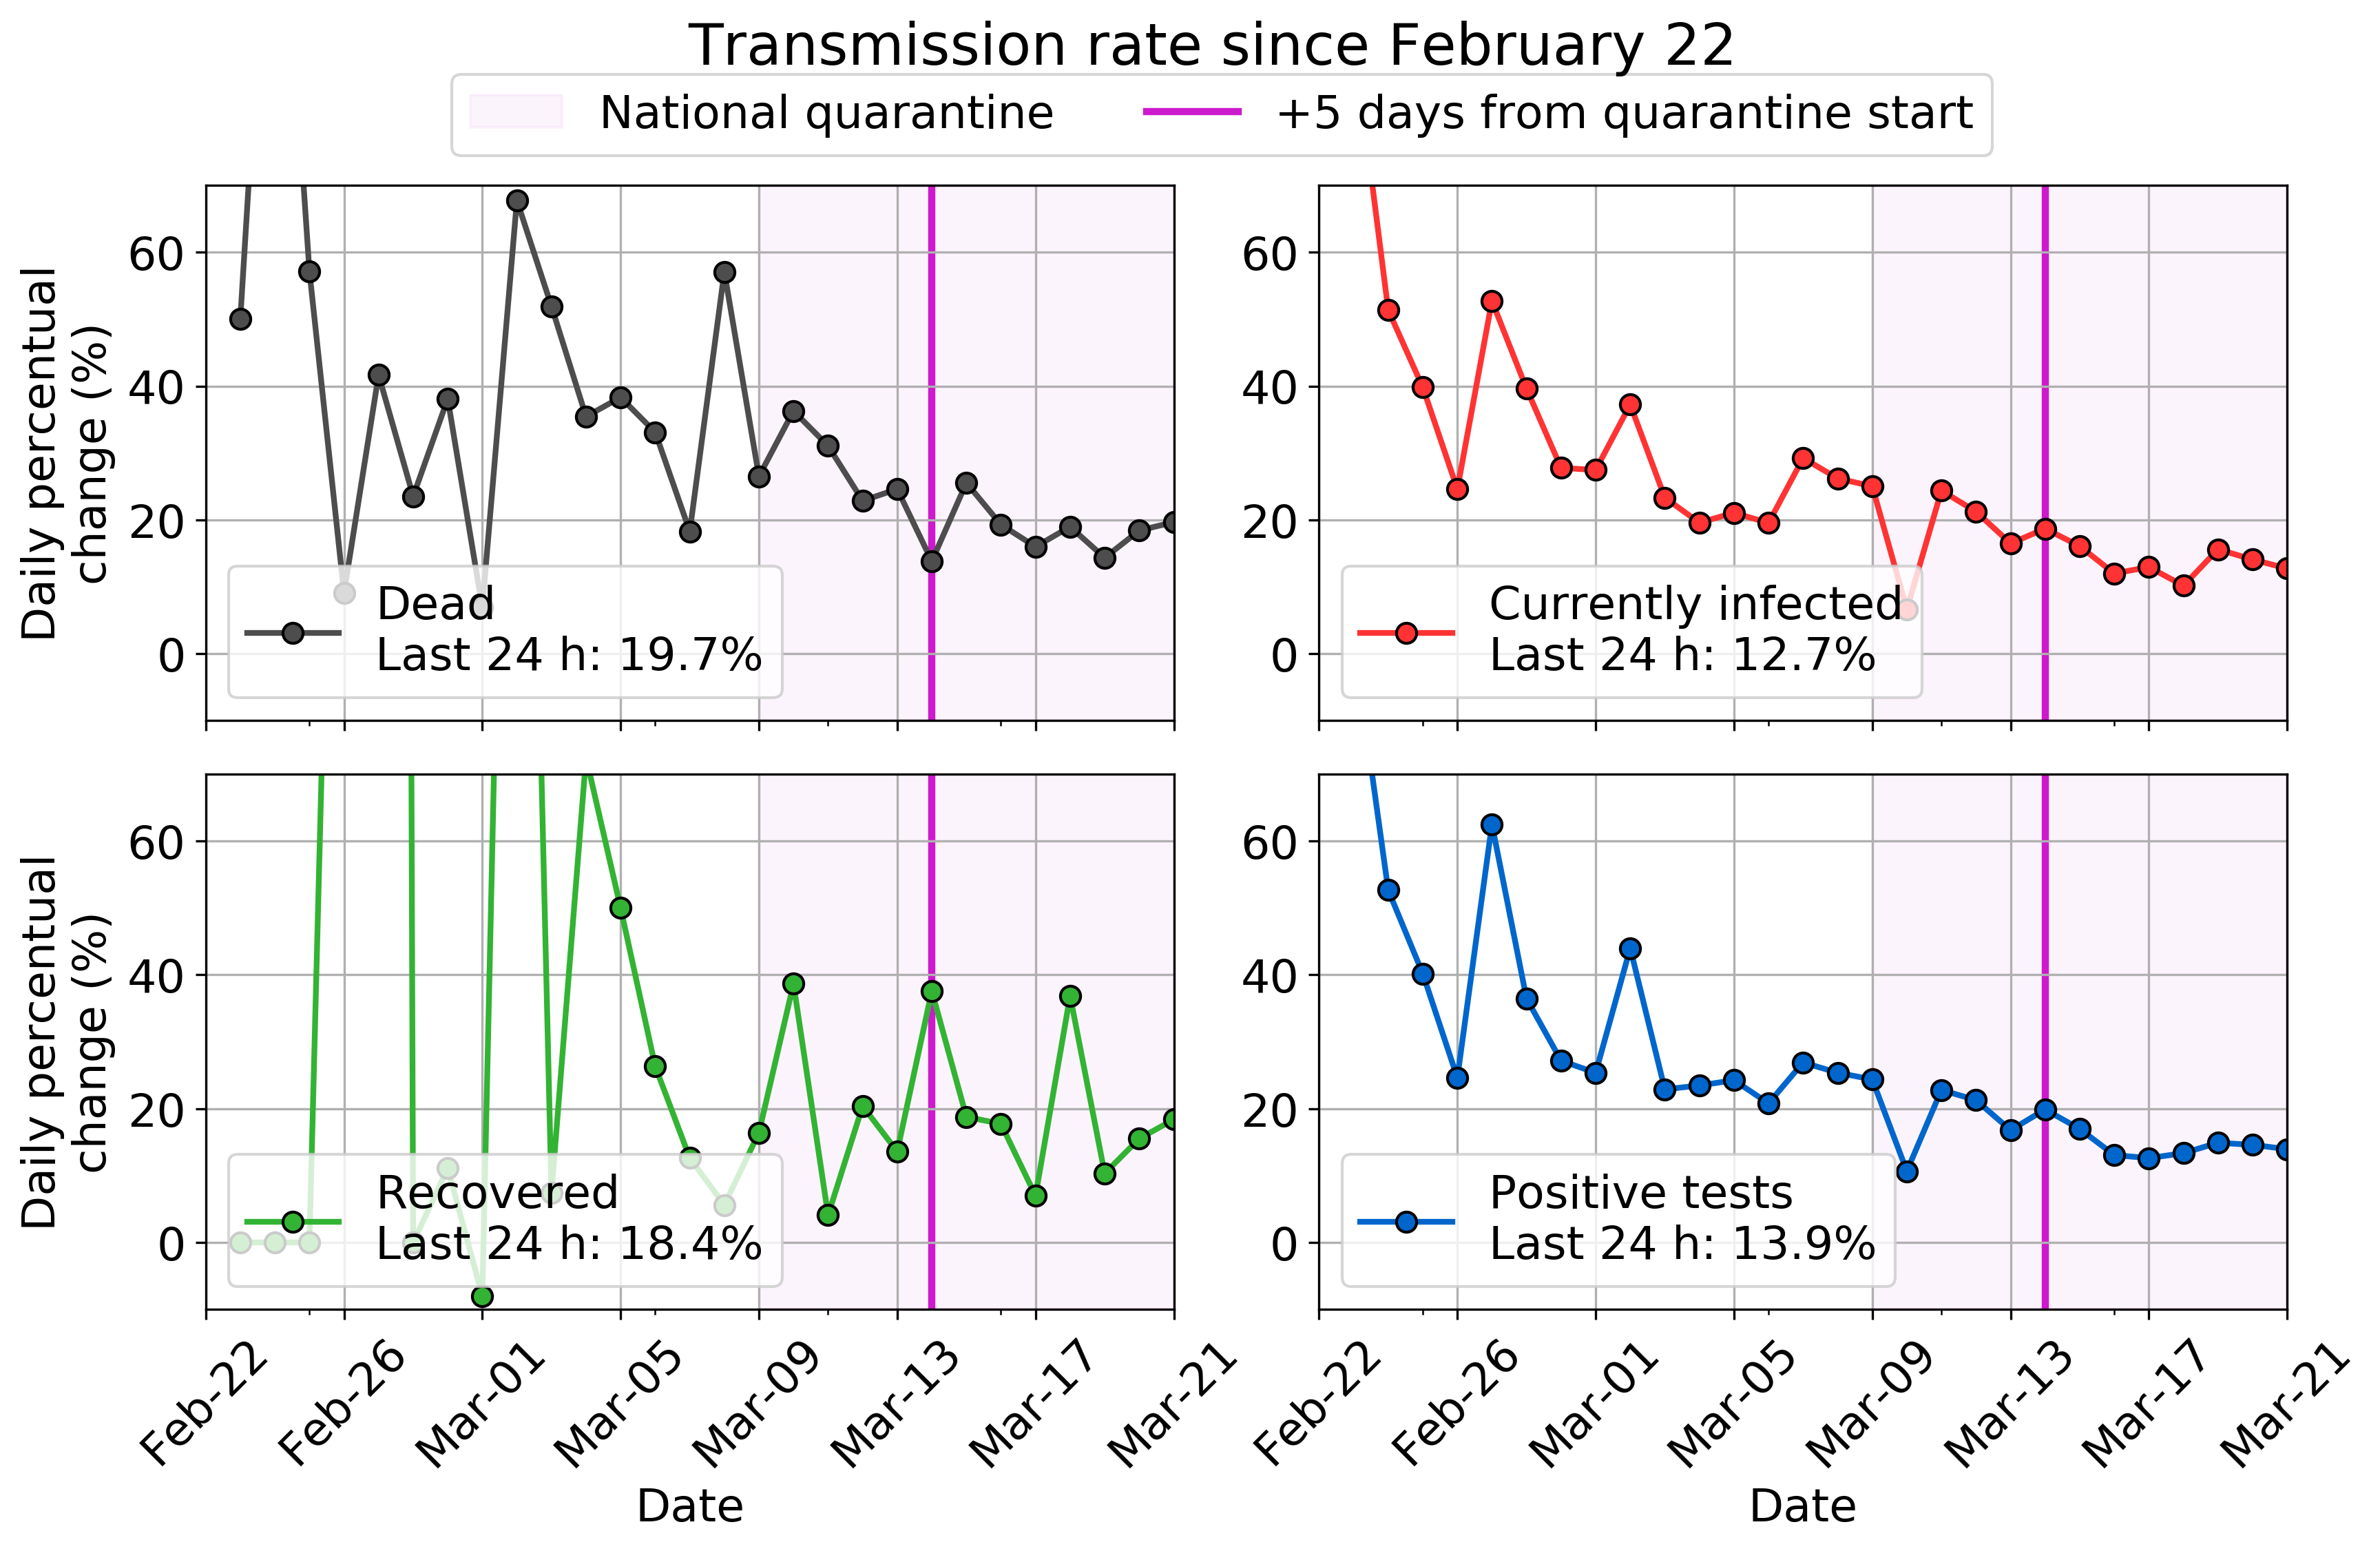 Transmission rate since February 22
National quarantine
+5 days from quarantine start
Daily percentual
change (%)
60
40
20
0
Dead
Last 24 h: 19.7%
60
40
20
0
Currently infected
Last 24 h: 12.7%
Daily percentual
change (%)
60
40
20
0
Recovered
Last 24 h: 18.4%
Feb-22
Feb-26
Mar-01
Mar-05
Mar-09
Mar-13
Mar-17
Mar-21
Date
60
40
20
0
Positive tests
Last 24 h: 13.9%
Feb-22
Feb-26
Mar-01
Mar-05
Mar-09
Mar-13
Mar-17
Mar-21
Date